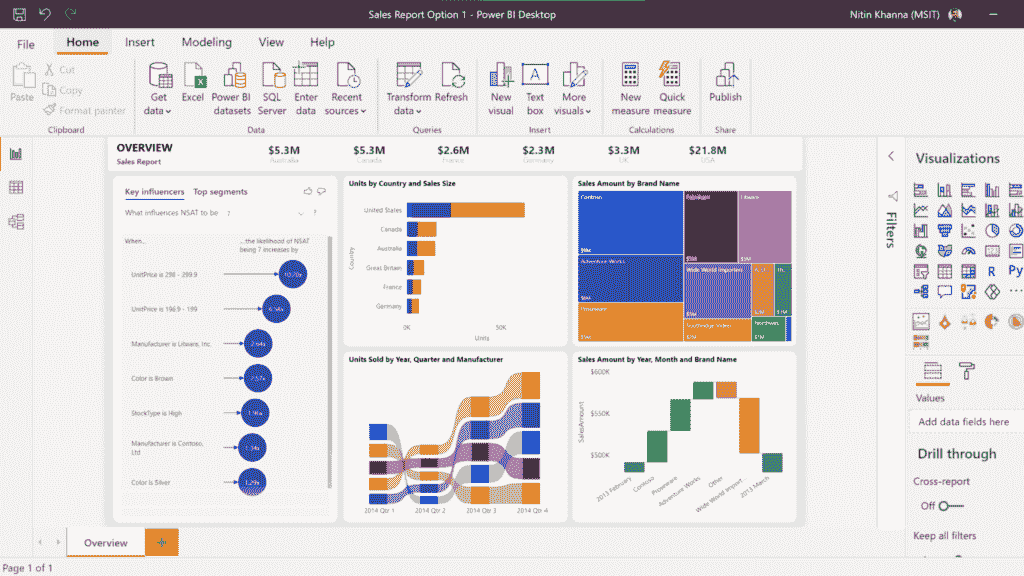 Sales Report Option 1 - Power BI Desktop
Nitin Khanna (MSIT)
File Home Insert Modeling View Help
Paste
Cut
Copy
Format painter
Clipboard
Get data
Excel
Power BI datasets
SQL Server
Enter data
Recent sources
Data
Transform data
Refresh
Queries
New visual
Text box
More visuals
Insert
New measure
Quick measure
Calculations
Publish
Share
OVERVIEW
Sales Report
$5.3M
Australia
$5.3M
Canada
$2.6M
France
$2.3M
Germany
$3.3M
UK
$21.8M
USA
Key influencers Top segments
What influences NSAT to be 7 ?
When...
...the likelihood of NSAT being 7 increases by
UnitPrice is 298 - 299.9
UnitPrice is 196.9 - 199
Manufacturer is Litware, Inc.
2.64x
Color is Brown
2.57x
StockType is High
Manufacturer is Contoso, Ltd
Color is Silver
1.29x
Units by Country and Sales Size
Country
United States
Canada
Australia
Great Britain
France
Germany
0K 50K
Units
Sales Amount by Brand Name
Contoso
Litware
Adventure Works
Wide World Importers
Proseware
Southridge Video
Northwind
Units Sold by Year, Quarter and Manufacturer
2014 Qtr 1 2014 Qtr 2 2014 Qtr 3 2014 Qtr 4
Sales Amount by Year, Month and Brand Name
SalesAmount
$600K
$550K
$500K
2013 February
Contoso
Proseware
Adventure Works
Other
Wide World Import...
2013 March
Filters
Visualizations
R
Py
Values
Add data fields here
Drill through
Cross-report
Off
Keep all filters
Overview
Page 1 of 1